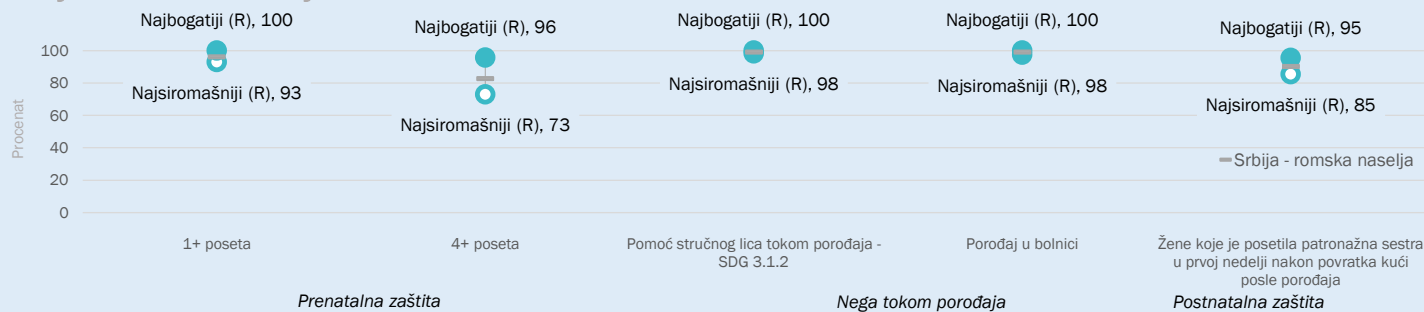 Najbogatiji (R), 100
Najbogatiji (R), 96
Najbogatiji (R), 100
Najbogatiji (R), 100
Najbogatiji (R), 95
Najsiromašniji (R), 93
Najsiromašniji (R), 73
Najsiromašniji (R), 98
Najsiromašniji (R), 98
Najsiromašniji (R), 85
Procenat
100
80
60
40
20
0
Srbija - romska naselja
1+ poseta
4+ poseta
Pomoć stručnog lica tokom porođaja -
SDG 3.1.2
Porođaj u bolnici
Žene koje je posetila patronažna sestra
u prvoj nedelji nakon povratka kući
posle porođaja
Prenatalna zaštita
Nega tokom porođaja
Postnatalna zaštita